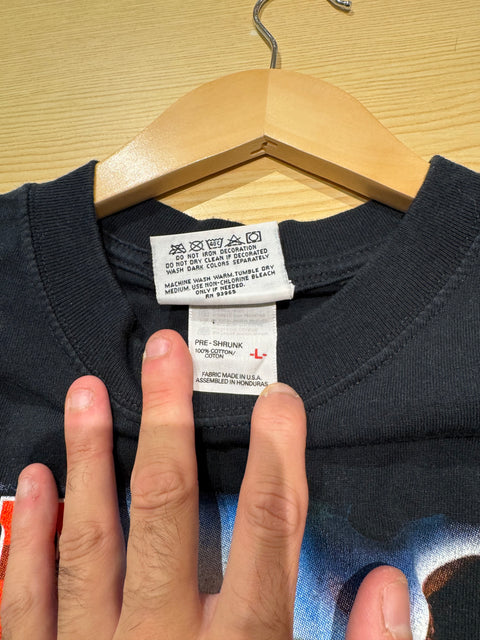 DO NOT IRON DECORATION
DO NOT DRY CLEAN IF DECORATED
WASH DARK COLORS SEPARATELY
MACHINE WASH WARM, TUMBLE DRY
MEDIUM, USE NON-CHLORINE BLEACH
ONLY IF NEEDED.
RN 93965
PRE-SHRUNK
100% COTTON/
COTON
-L-
FABRIC MADE IN U.S.A.
ASSEMBLED IN HONDURAS